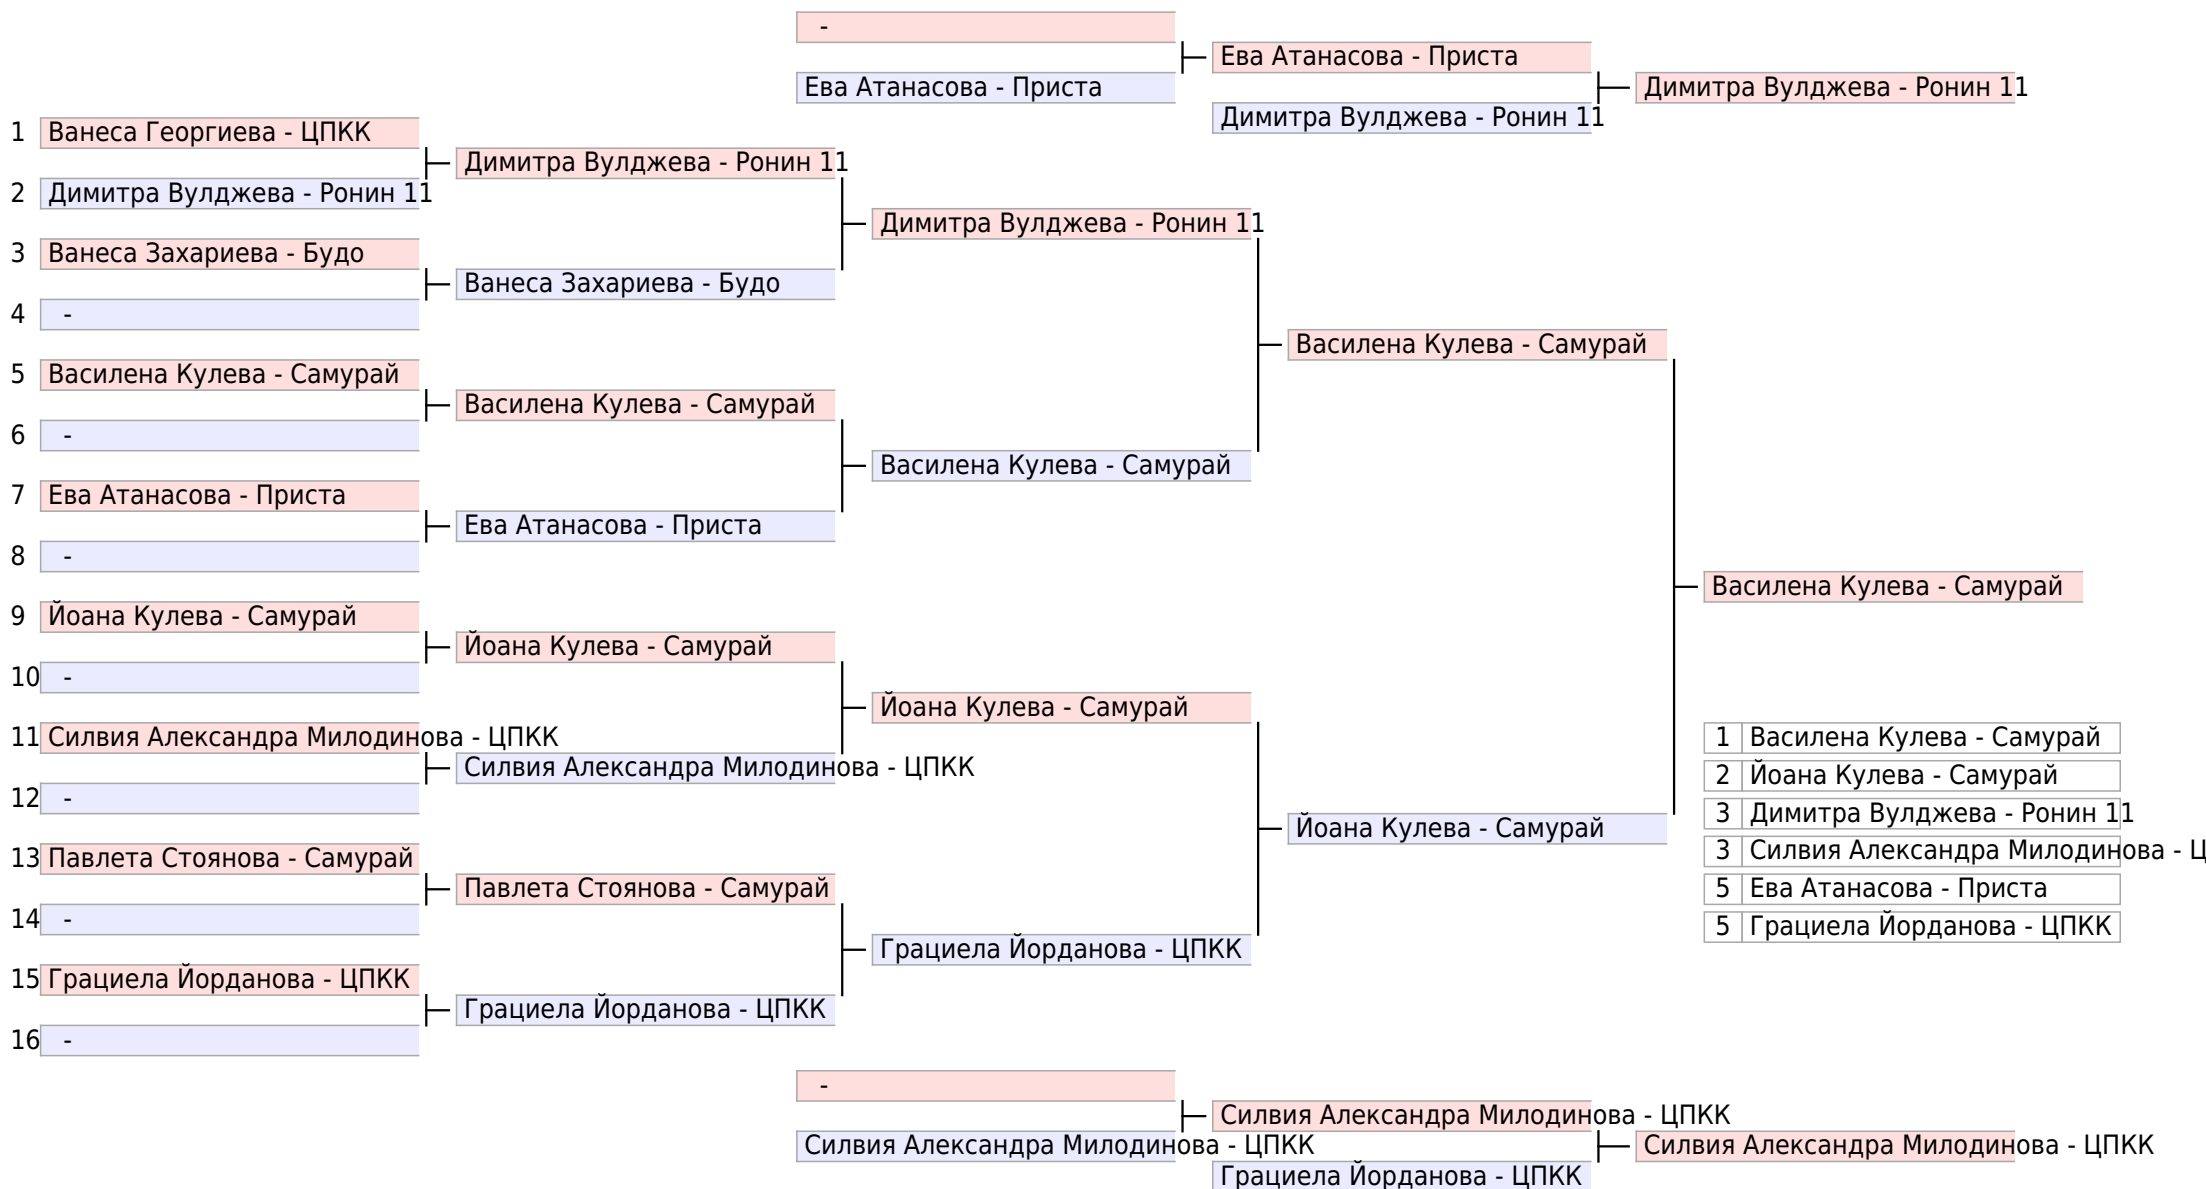 -
Ева Атанасова - Приста
Ева Атанасова - Приста
Димитра Вулджева - Ронин 11
Димитра Вулджева - Ронин 11
1 Ванеса Георгиева - ЦПКК
Димитра Вулджева - Ронин 11
2 Димитра Вулджева - Ронин 11
Димитра Вулджева - Ронин 11
3 Ванеса Захариева - Будо
Ванеса Захариева - Будо
4 -
Василена Кулева - Самурай
5 Василена Кулева - Самурай
Василена Кулева - Самурай
6 -
Василена Кулева - Самурай
7 Ева Атанасова - Приста
Ева Атанасова - Приста
8 -
Василена Кулева - Самурай
9 Йоана Кулева - Самурай
Йоана Кулева - Самурай
10 -
Йоана Кулева - Самурай
11 Силвия Александра Милодинова - ЦПКК
Силвия Александра Милодинова - ЦПКК
12 -
Йоана Кулева - Самурай
13 Павлета Стоянова - Самурай
Павлета Стоянова - Самурай
14 -
Грациела Йорданова - ЦПКК
15 Грациела Йорданова - ЦПКК
Грациела Йорданова - ЦПКК
16 -
1 Василена Кулева - Самурай
2 Йоана Кулева - Самурай
3 Димитра Вулджева - Ронин 11
3 Силвия Александра Милодинова - Ц
5 Ева Атанасова - Приста
5 Грациела Йорданова - ЦПКК
-
Силвия Александра Милодинова - ЦПКК
Силвия Александра Милодинова - ЦПКК
Грациела Йорданова - ЦПКК
Силвия Александра Милодинова - ЦПКК